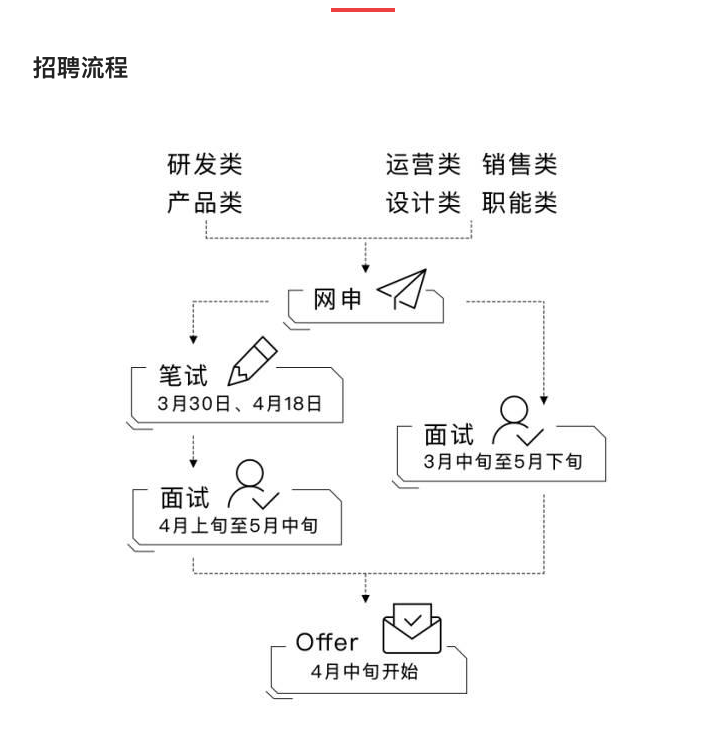 招聘流程
研发类 运营类 销售类
产品类 设计类 职能类
网申
笔试
3月30日、4月18日
面试
3月中旬至5月下旬
面试
4月上旬至5月中旬
Offer
4月中旬开始